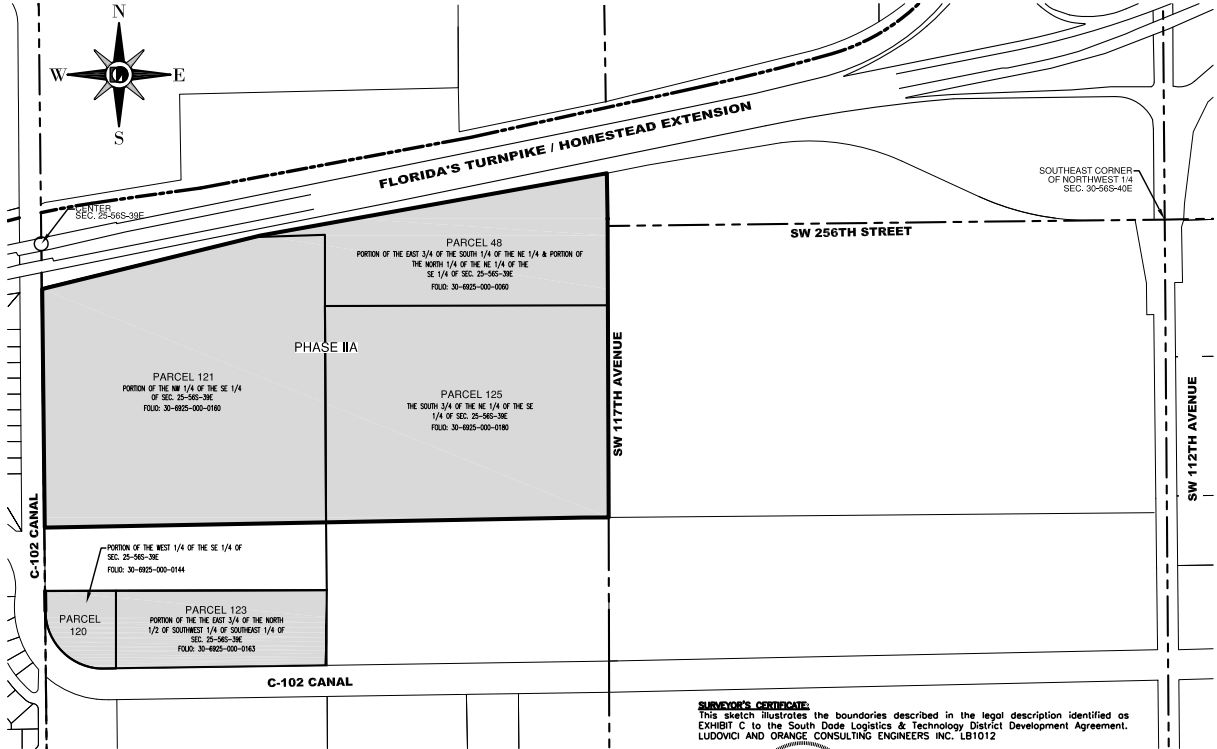 N
W
E
S
FLORIDA'S TURNPIKE / HOMESTEAD EXTENSION
CENTER
SEC. 25-56S-39E
SOUTHEAST CORNER
OF NORTHWEST 1/4
SEC. 30-56S-40E
SW 256TH STREET
PARCEL 48
PORTION OF THE EAST 3/4 OF THE SOUTH 1/4 OF THE NE 1/4 & PORTION OF
THE NORTH 1/4 OF THE NE 1/4 OF THE
SE 1/4 OF SEC. 25-56S-39E
FOLIO: 30-6925-000-0060
PHASE IIA
PARCEL 121
PORTION OF THE NW 1/4 OF THE SE 1/4
OF SEC. 25-56S-39E
FOLIO: 30-6925-000-0160
PARCEL 125
THE SOUTH 3/4 OF THE NE 1/4 OF THE SE
1/4 OF SEC. 25-56S-39E
FOLIO: 30-6925-000-0180
SW 117TH AVENUE
SW 112TH AVENUE
C-102 CANAL
PORTION OF THE WEST 1/4 OF THE SE 1/4 OF
SEC. 25-56S-39E
FOLIO: 30-6925-000-0144
PARCEL
120
PARCEL 123
PORTION OF THE THE EAST 3/4 OF THE NORTH
1/2 OF SOUTHWEST 1/4 OF SOUTHEAST 1/4 OF
SEC. 25-56S-39E
FOLIO: 30-6925-000-0163
C-102 CANAL
SURVEYOR'S CERTIFICATE:
This sketch illustrates the boundaries described in the legal description identified as
EXHIBIT C to the South Dade Logistics & Technology District Development Agreement.
LUDOVICI AND ORANGE CONSULTING ENGINEERS INC. LB1012